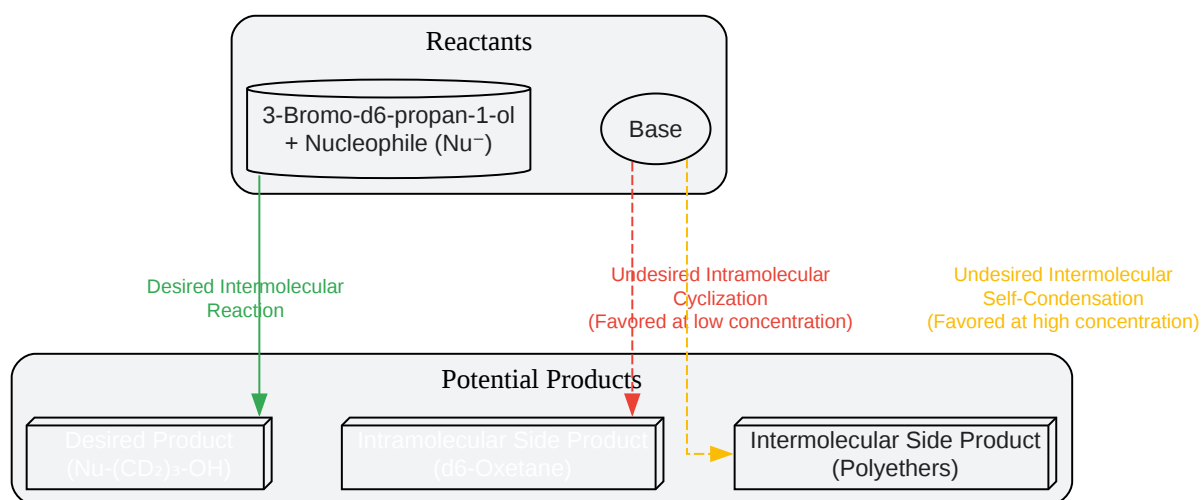 Reactants
3-Bromo-d6-propan-1-ol
+ Nucleophile (Nu⁻)
Base
Desired Intermolecular
Reaction
Undesired Intramolecular
Cyclization
(Favored at low concentration)
Undesired Intermolecular
Self-Condensation
(Favored at high concentration)
Potential Products
Desired Product
(Nu-(CD₂)₃-OH)
Intramolecular Side Product
(d6-Oxetane)
Intermolecular Side Product
(Polyethers)